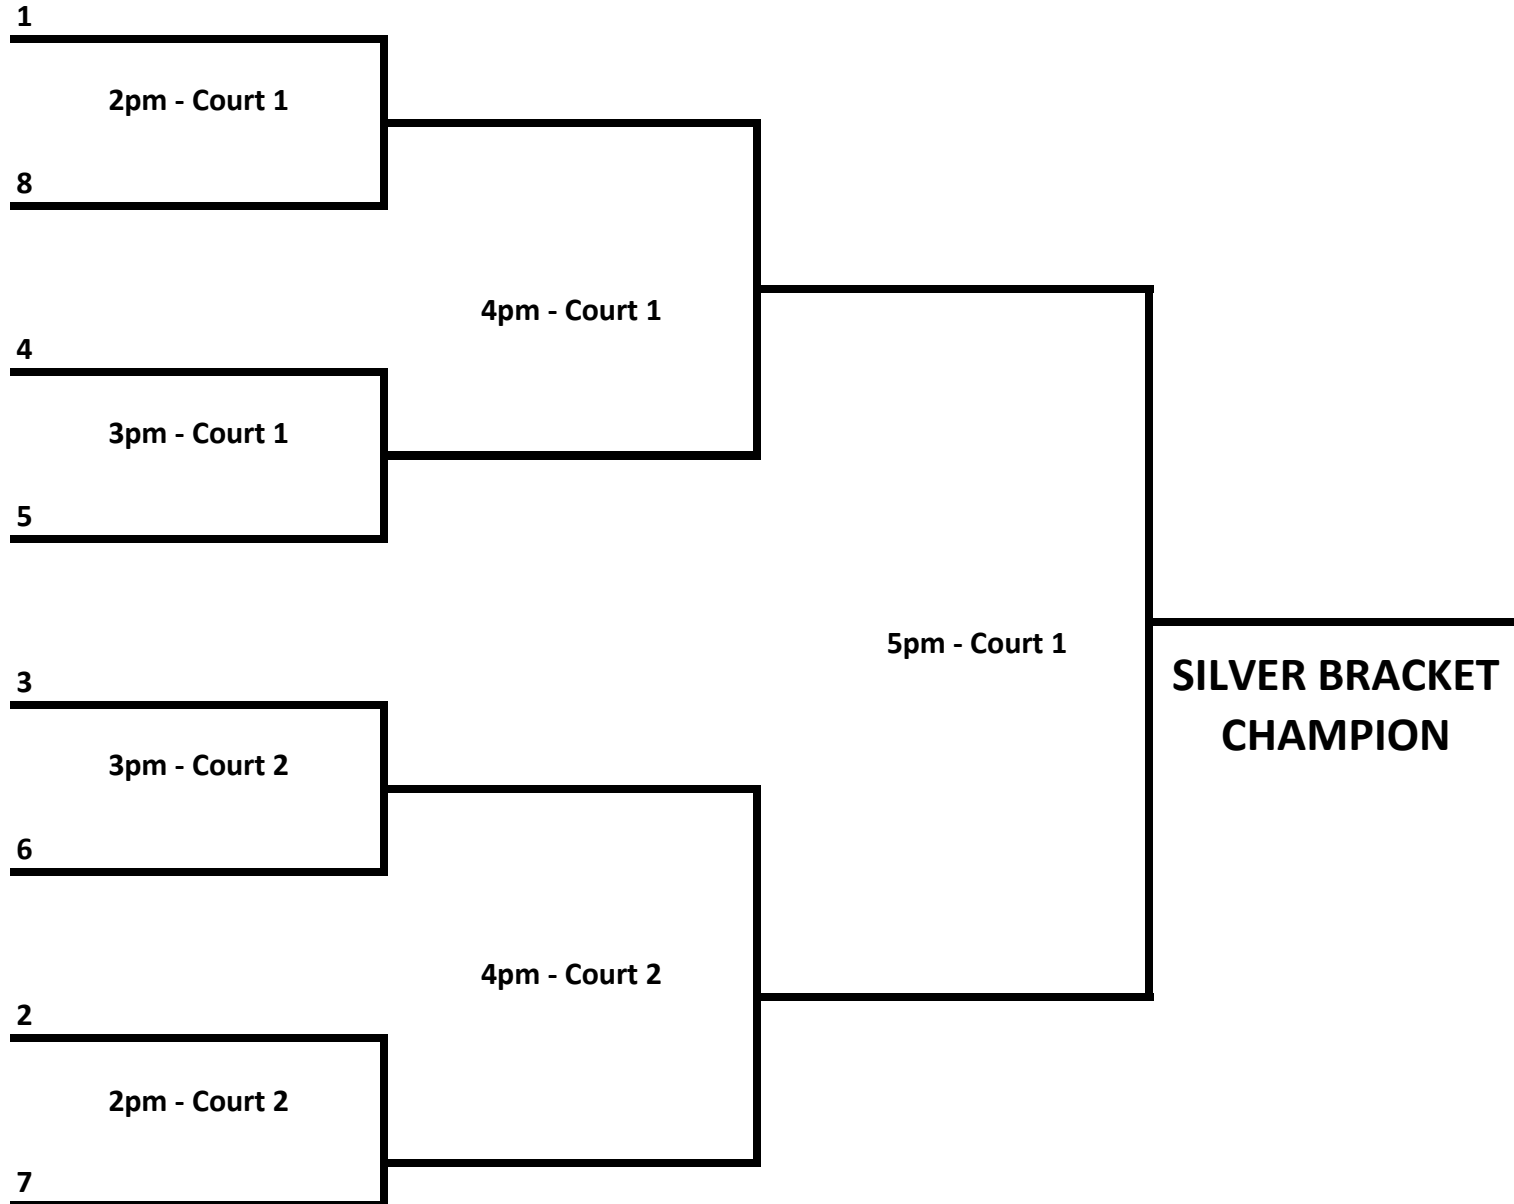 1
2pm - Court 1
8
4pm - Court 1
4
3pm - Court 1
5
5pm - Court 1
SILVER BRACKET
CHAMPION
3
3pm - Court 2
6
4pm - Court 2
2
2pm - Court 2
7